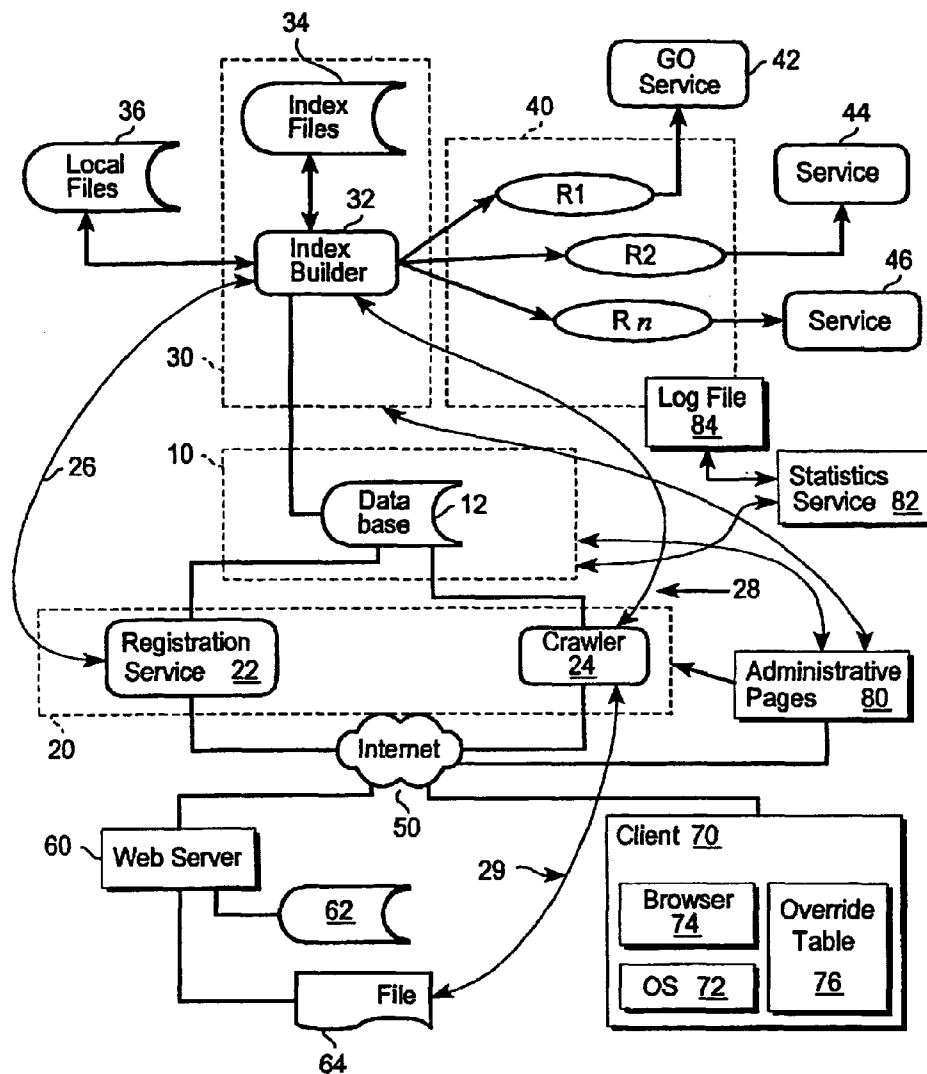 34
GO
Service
42
Index
Files
36
40
44
Local
Files
R1
Service
32
Index
Builder
R2
46
R n
Service
30
Log File
84
10
26
Data
base
12
Statistics
Service 82
28
Registration
Service 22
Crawler
24
Administrative
Pages 80
20
Internet
50
60
Web Server
Client 70
29
62
Browser
74
Override
Table
76
File
OS 72
64